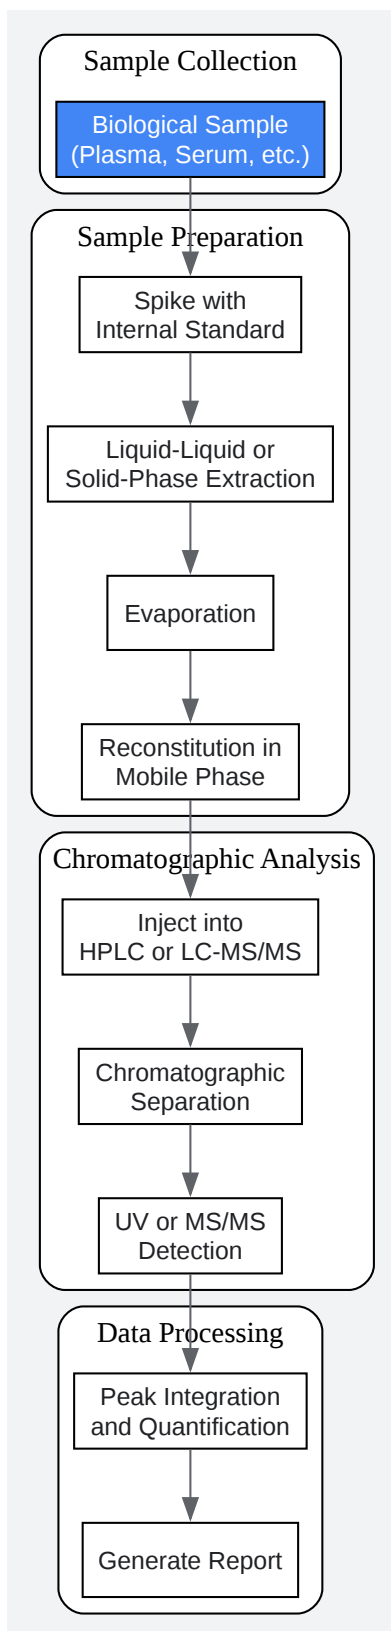 Sample Collection
Biological Sample
(Plasma, Serum, etc.)
Sample Preparation
Spike with
Internal Standard
Liquid-Liquid or
Solid-Phase Extraction
Evaporation
Reconstitution in
Mobile Phase
Chromatographic Analysis
Inject into
HPLC or LC-MS/MS
Chromatographic
Separation
UV or MS/MS
Detection
Data Processing
Peak Integration
and Quantification
Generate Report